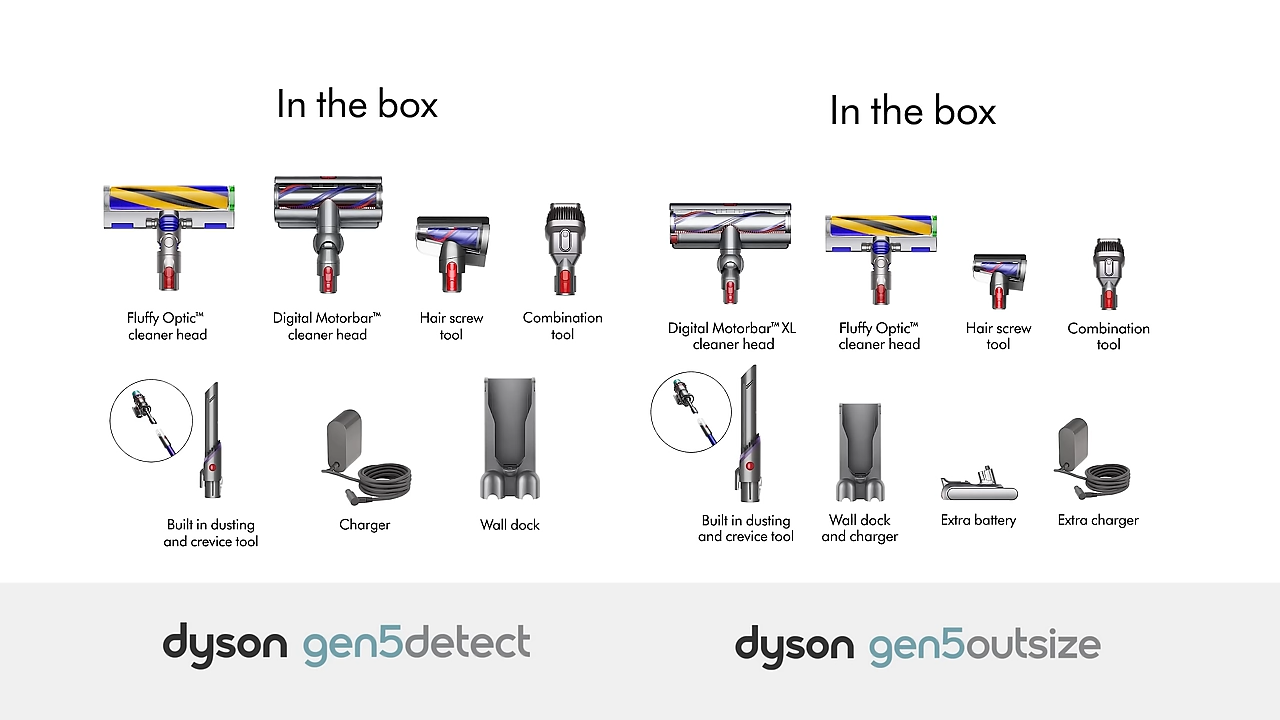 In the box
Fluffy Optic™
cleaner head
Digital Motorbar™
cleaner head
Hair screw
tool
Combination
tool
Built in dusting
and crevice tool
Charger
Wall dock
dyson gen5detect
In the box
Digital Motorbar™ XL
cleaner head
Fluffy Optic™
cleaner head
Hair screw
tool
Combination
tool
Built in dusting
and crevice tool
Wall dock
and charger
Extra battery
Extra charger
dyson gen5outsize